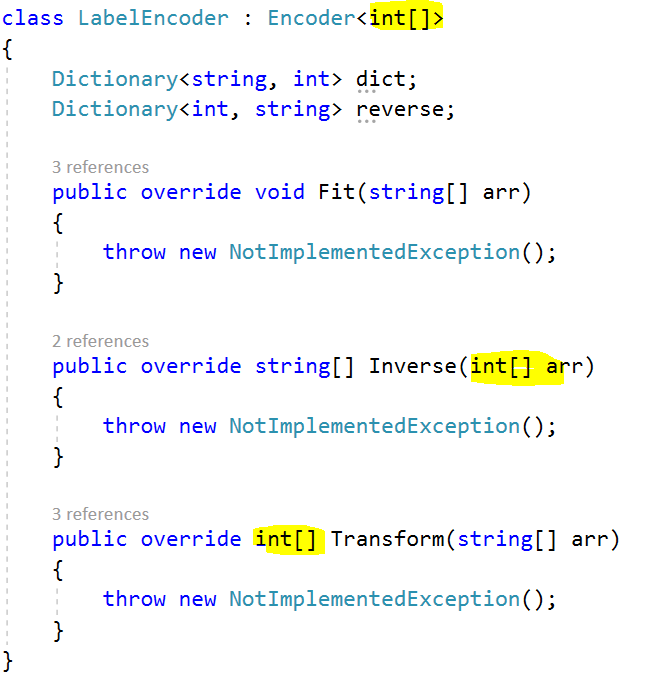 class LabelEncoder : Encoder<int[]>
{
Dictionary<string, int> dict;
Dictionary<int, string> reverse;
3 references
public override void Fit(string[] arr)
{
throw new NotImplementedException();
}
2 references
public override string[] Inverse(int[] arr)
{
throw new NotImplementedException();
}
3 references
public override int[] Transform(string[] arr)
{
throw new NotImplementedException();
}
}